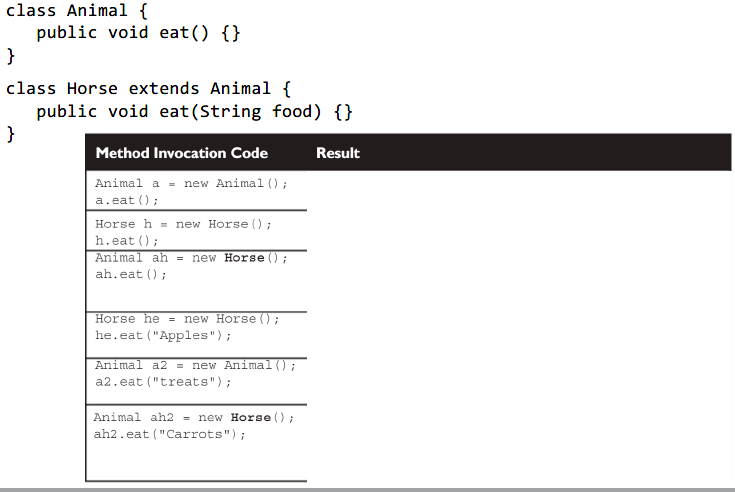 class Animal {
public void eat() {}
}
class Horse extends Animal {
public void eat(String food) {}
}
Method Invocation Code Result
Animal a = new Animal();
a.eat();
Horse h = new Horse();
h.eat();
Animal ah = new Horse();
ah.eat();
Horse he = new Horse();
he.eat("Apples");
Animal a2 = new Animal();
a2.eat("treats");
Animal ah2 = new Horse();
ah2.eat("Carrots");